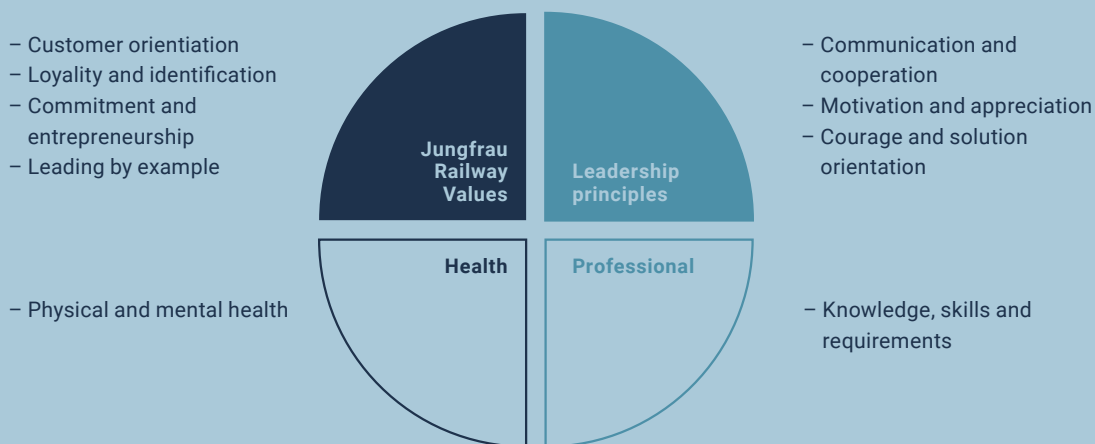 – Customer orientiation
– Loyality and identification
– Commitment and
entrepreneurship
– Leading by example
Jungfrau
Railway
Values
Leadership
principles
– Communication and
cooperation
– Motivation and appreciation
– Courage and solution
orientation
– Physical and mental health
Health
Professional
– Knowledge, skills and
requirements